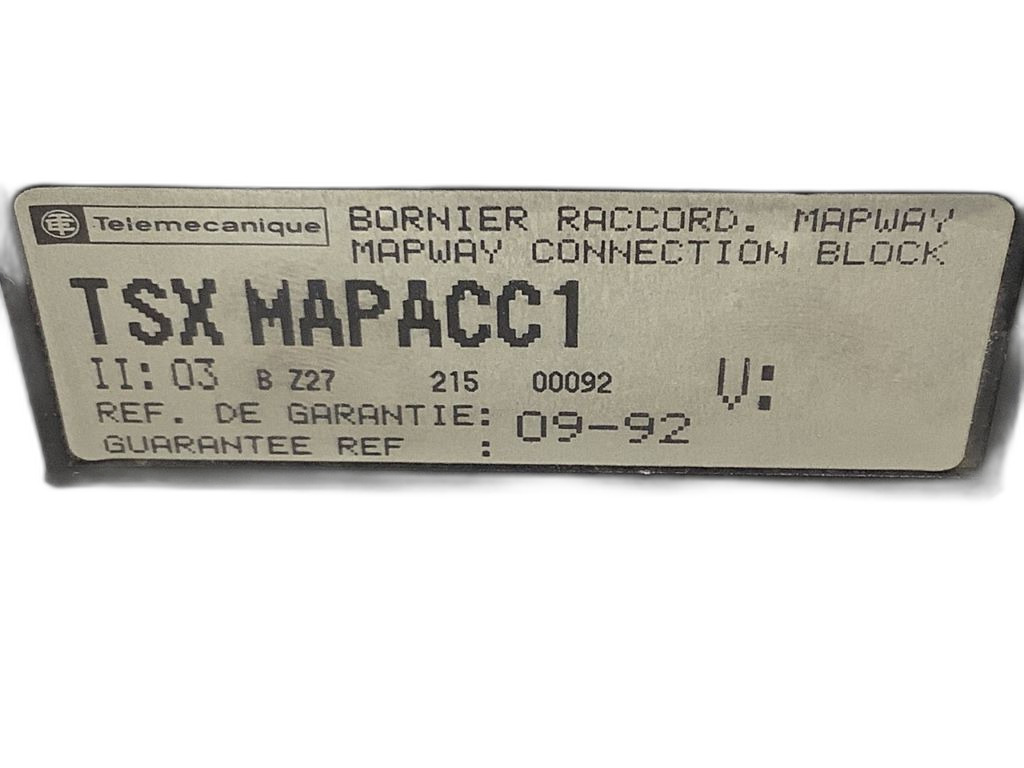 Telemecanique BORNIER RACCORD. MAPWAY
MAPWAY CONNECTION BLOCK
TSX MAPACC1
II: 03 B Z27 215 00092 V:
REF. DE GARANTIE: 09-92
GUARANTEE REF :